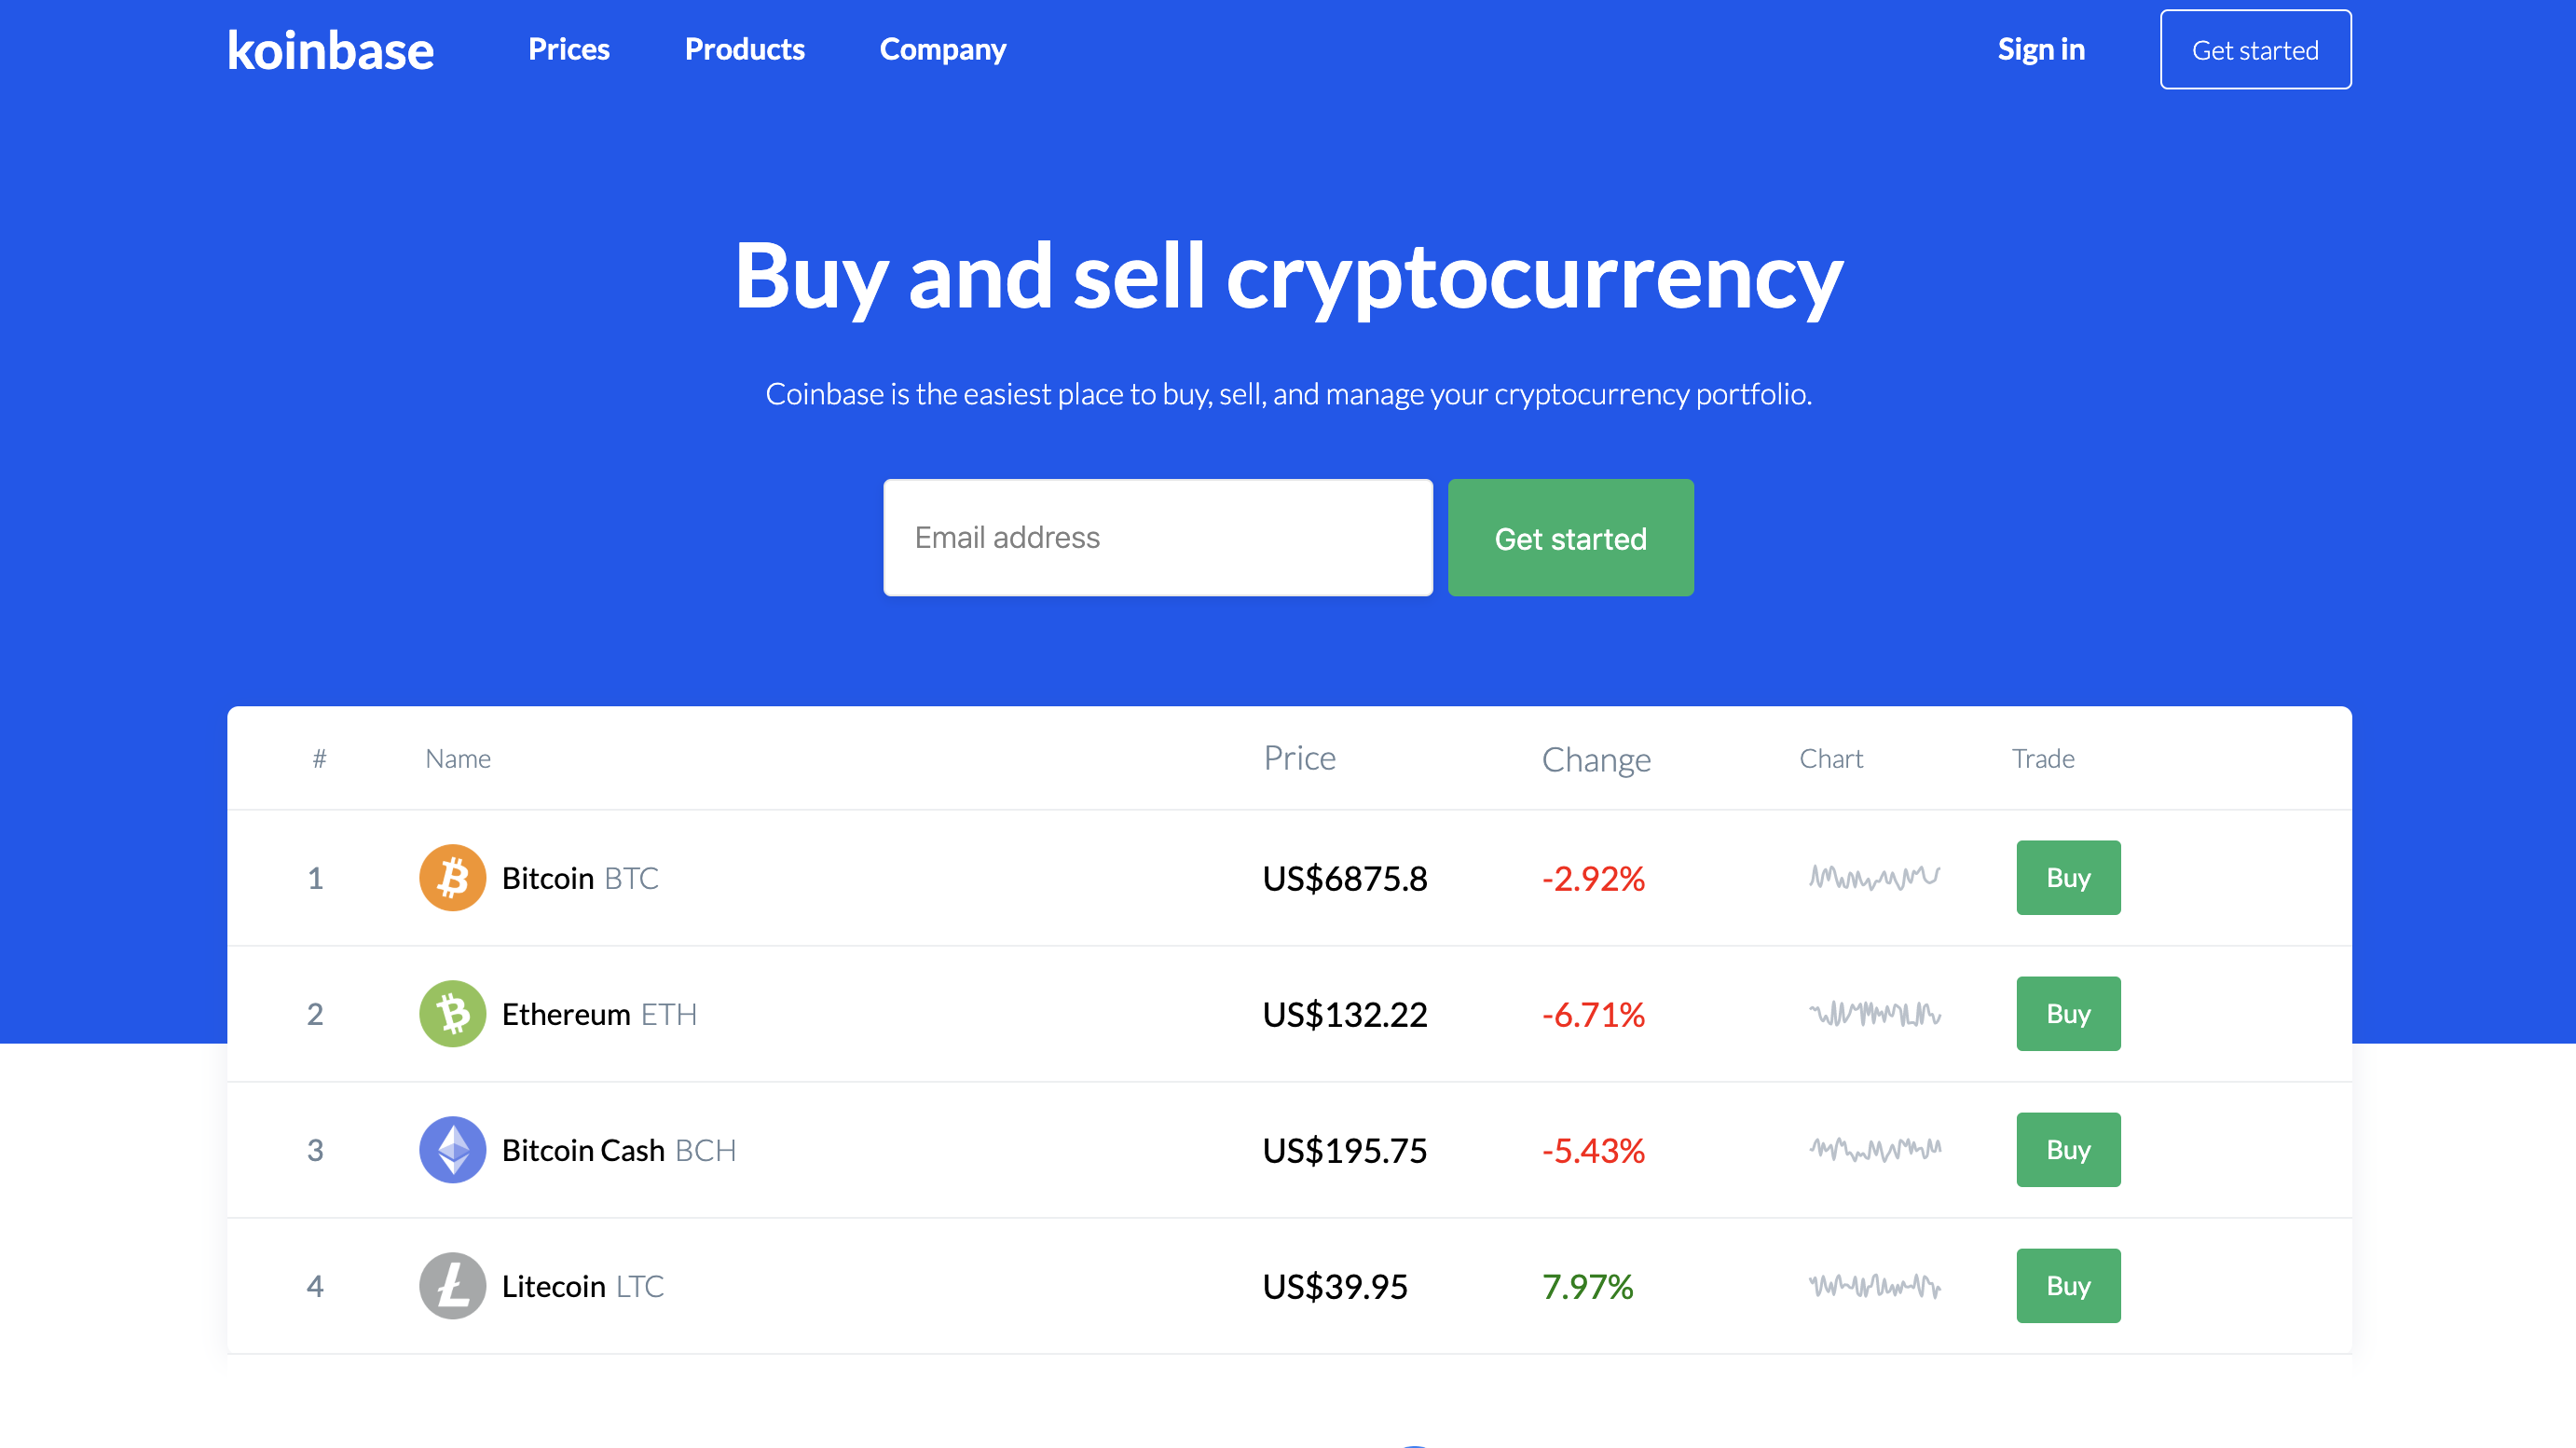 koinbase Prices Products Company Sign in Get started
Buy and sell cryptocurrency
Coinbase is the easiest place to buy, sell, and manage your cryptocurrency portfolio.
Email address Get started
# Name Price Change Chart Trade
1 Bitcoin BTC US$6875.8 -2.92% Buy
2 Ethereum ETH US$132.22 -6.71% Buy
3 Bitcoin Cash BCH US$195.75 -5.43% Buy
4 Litecoin LTC US$39.95 7.97% Buy